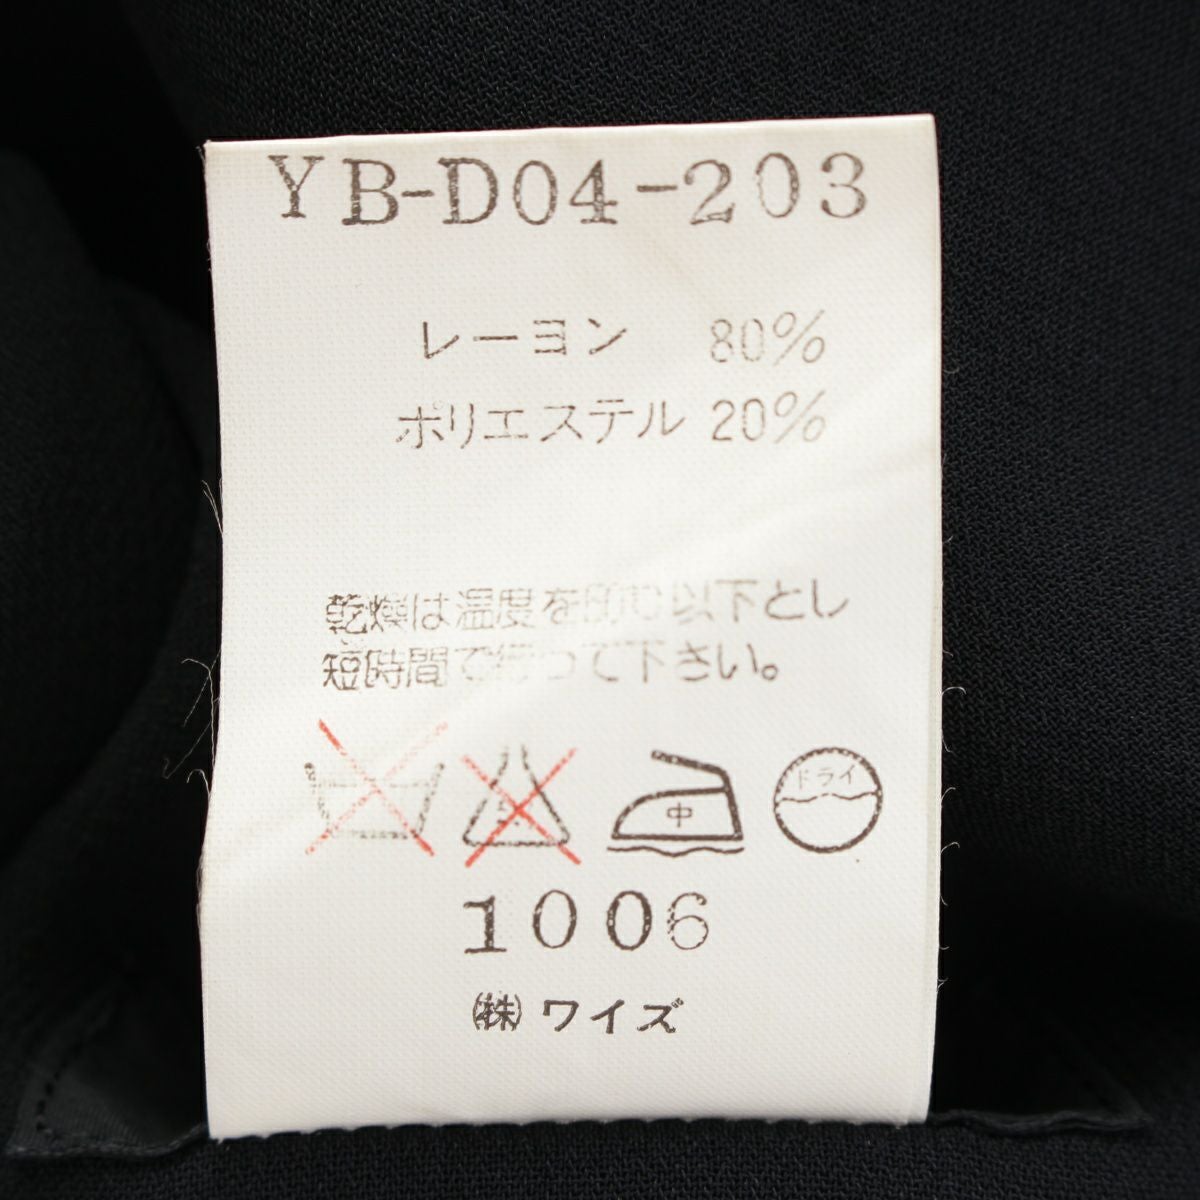 YB-D04-203
レーヨン 80%
ポリエステル 20%
乾燥は温度を60℃以下とし
短時間で行って下さい。
中
ドライ
1006
㈱ワイズ